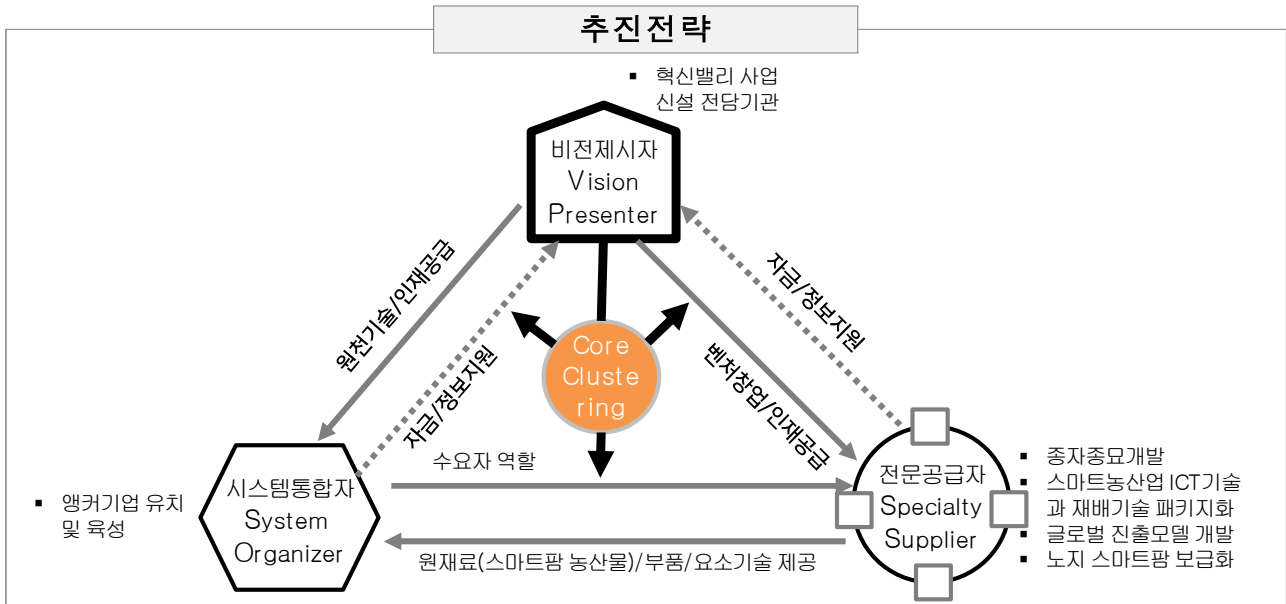 추진전략
▪ 혁신밸리 사업
신설 전담기관
비전제시자
Vision
Presenter
원천기술/인재공급
자금/정보지원
Core
Cluste
ring
벤처창업/인재공급
자금/정보지원
수요자 역할
▪ 앵커기업 유치
및 육성
시스템통합자
System
Organizer
전문공급자
Specialty
Supplier
▪ 종자종묘개발
▪ 스마트농산업 ICT기술
과 재배기술 패키지화
▪ 글로벌 진출모델 개발
▪ 노지 스마트팜 보급화
원재료(스마트팜 농산물)/부품/요소기술 제공